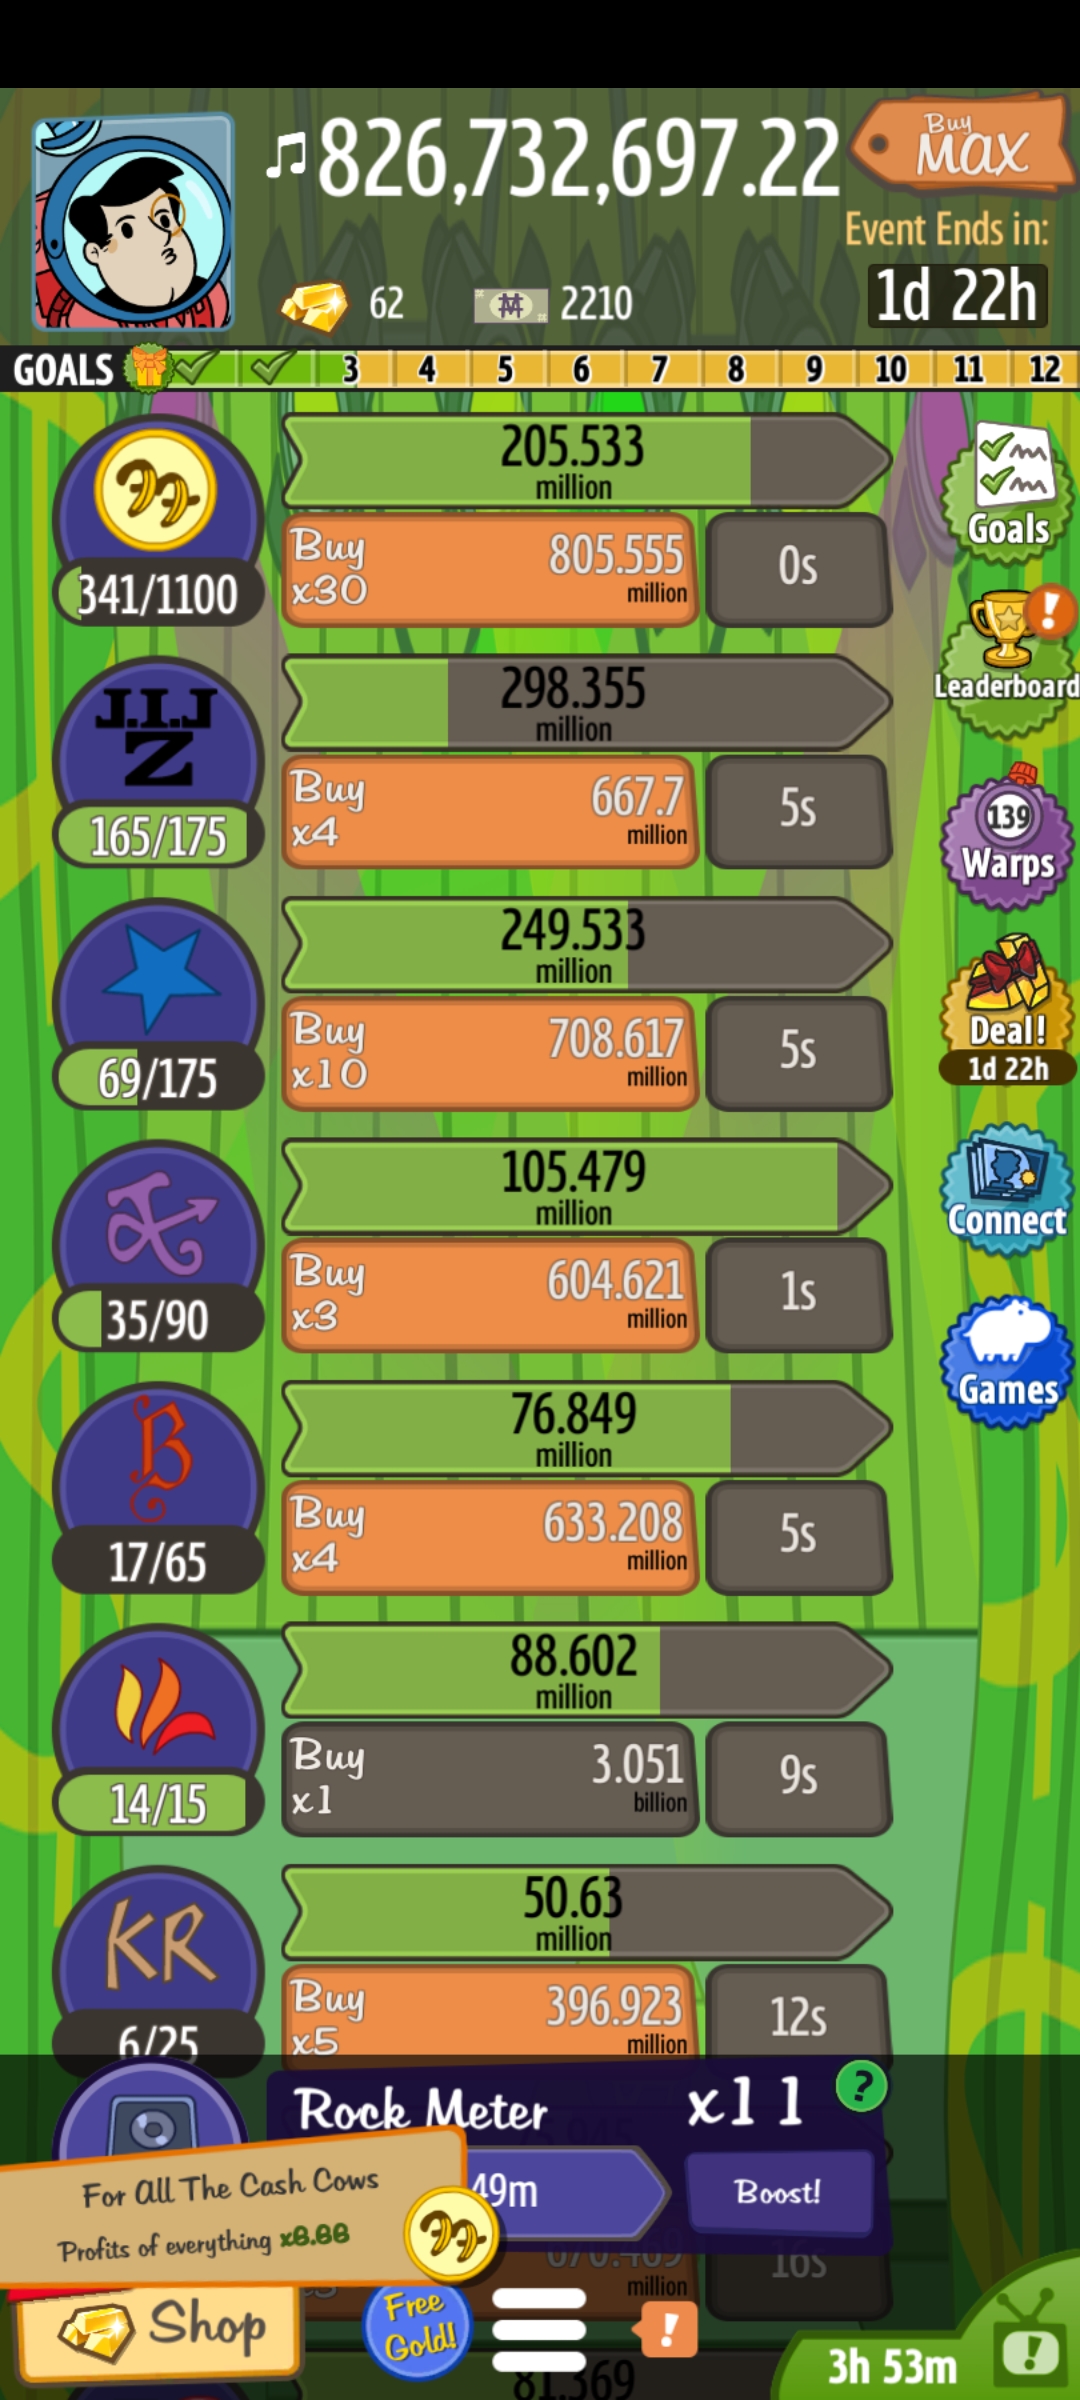 826,732,697.22
Buy
MAX
Event Ends in:
1d 22h
62
2210
GOALS 3 4 5 6 7 8 9 10 11 12
205.533
million
341/1100
Buy
x30
805.555
million
0s
Goals
J.I.J
Z
298.355
million
165/175
Buy
x4
667.7
million
5s
Leaderboard
249.533
million
69/175
Buy
x10
708.617
million
5s
139
Warps
Deal!
1d 22h
105.479
million
35/90
Buy
x3
604.621
million
1s
Connect
B
76.849
million
17/65
Buy
x4
633.208
million
5s
Games
88.602
million
14/15
Buy
x1
3.051
billion
9s
KR
50.63
million
6/25
Buy
x5
396.923
million
12s
Rock Meter
x11
?
49m
Boost!
For All The Cash Cows
Profits of everything x8.88
million
16s
Shop
Free
Gold!
!
81.369
3h 53m